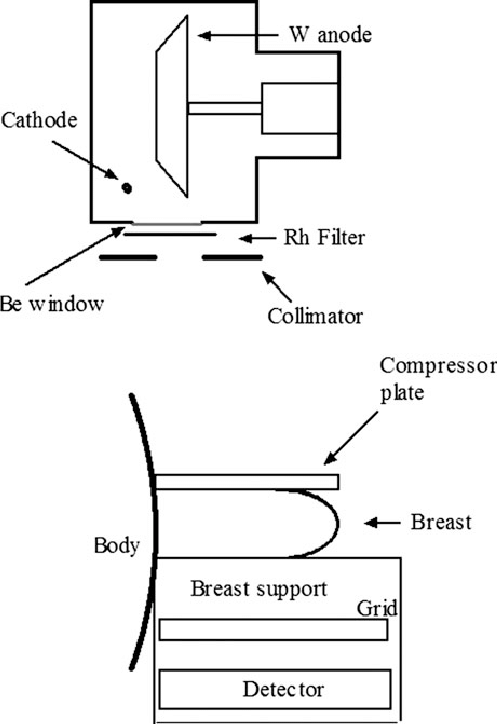 W anode
Cathode
Rh Filter
Be window
Collimator
Compressor
plate
Breast
Body
Breast support
Grid
Detector